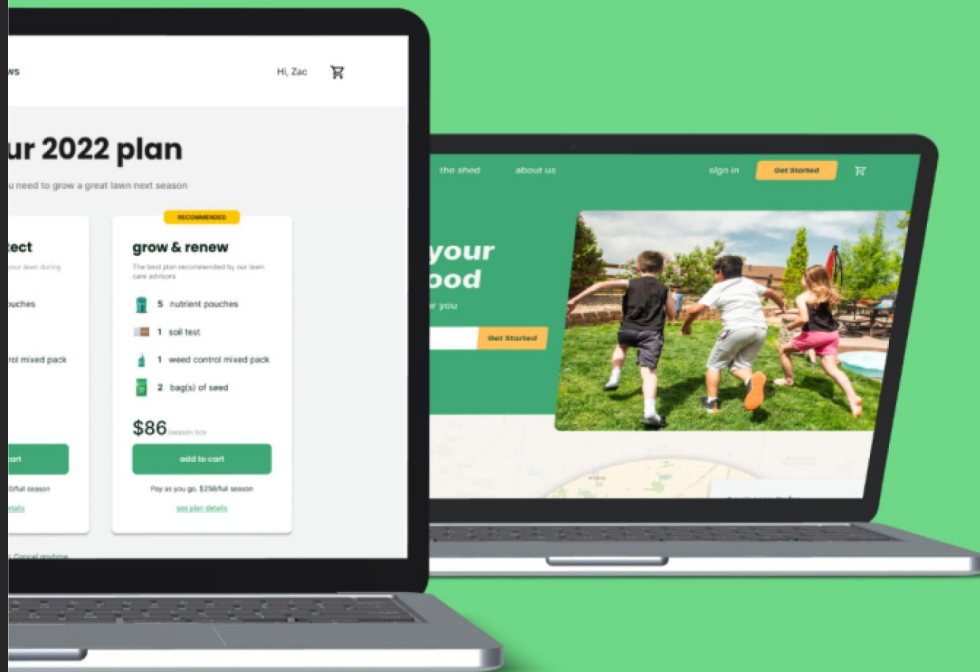 Hi, Zac
ur 2022 plan
u need to grow a great lawn next season
RECOMMENDED
tect
grow & renew
your lawn during
The best plan recommended by our lawn
care advisors
ouches
5 nutrient pouches
1 soil test
rol mixed pack
1 weed control mixed pack
2 bag(s) of seed
$86 /season box
art
add to cart
0/full season
Pay as you go, $258/full season
etails
see plan details
Cancel anytime
the shed
about us
sign in
Get Started
your
ood
r you
Get Started